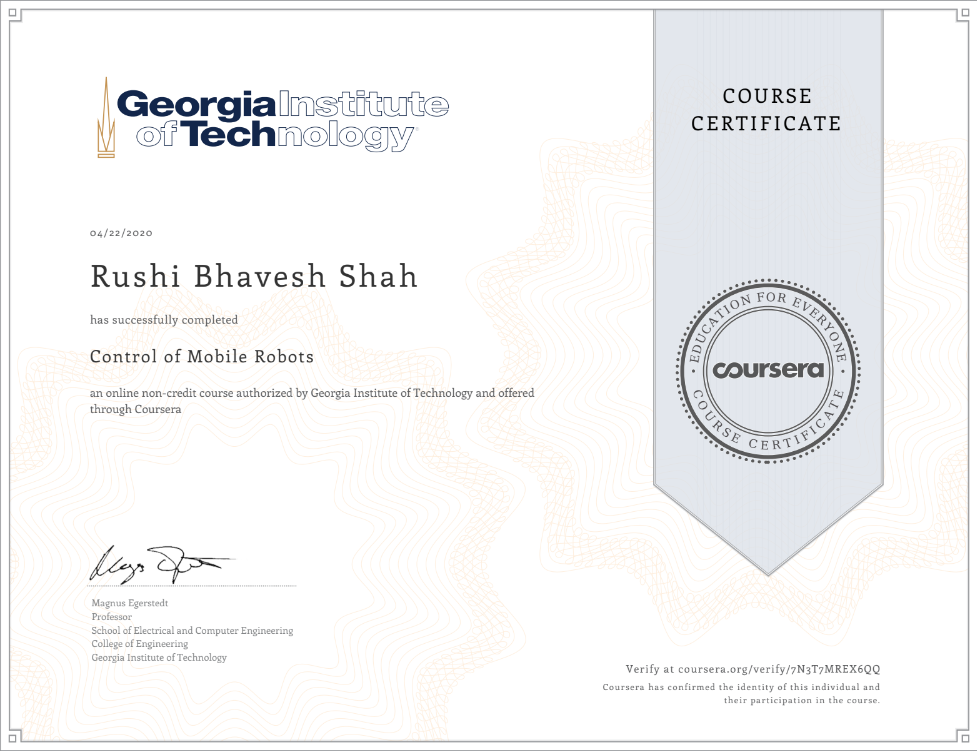 Georgia Institute
of Technology
COURSE
CERTIFICATE
04/22/2020
Rushi Bhavesh Shah
has successfully completed
Control of Mobile Robots
an online non-credit course authorized by Georgia Institute of Technology and offered
through Coursera
EDUCATION FOR EVERYONE
coursera
COURSE CERTIFICATE
Magnus Egerstedt
Professor
School of Electrical and Computer Engineering
College of Engineering
Georgia Institute of Technology
Verify at coursera.org/verify/7N3T7MREX6QQ
Coursera has confirmed the identity of this individual and
their participation in the course.